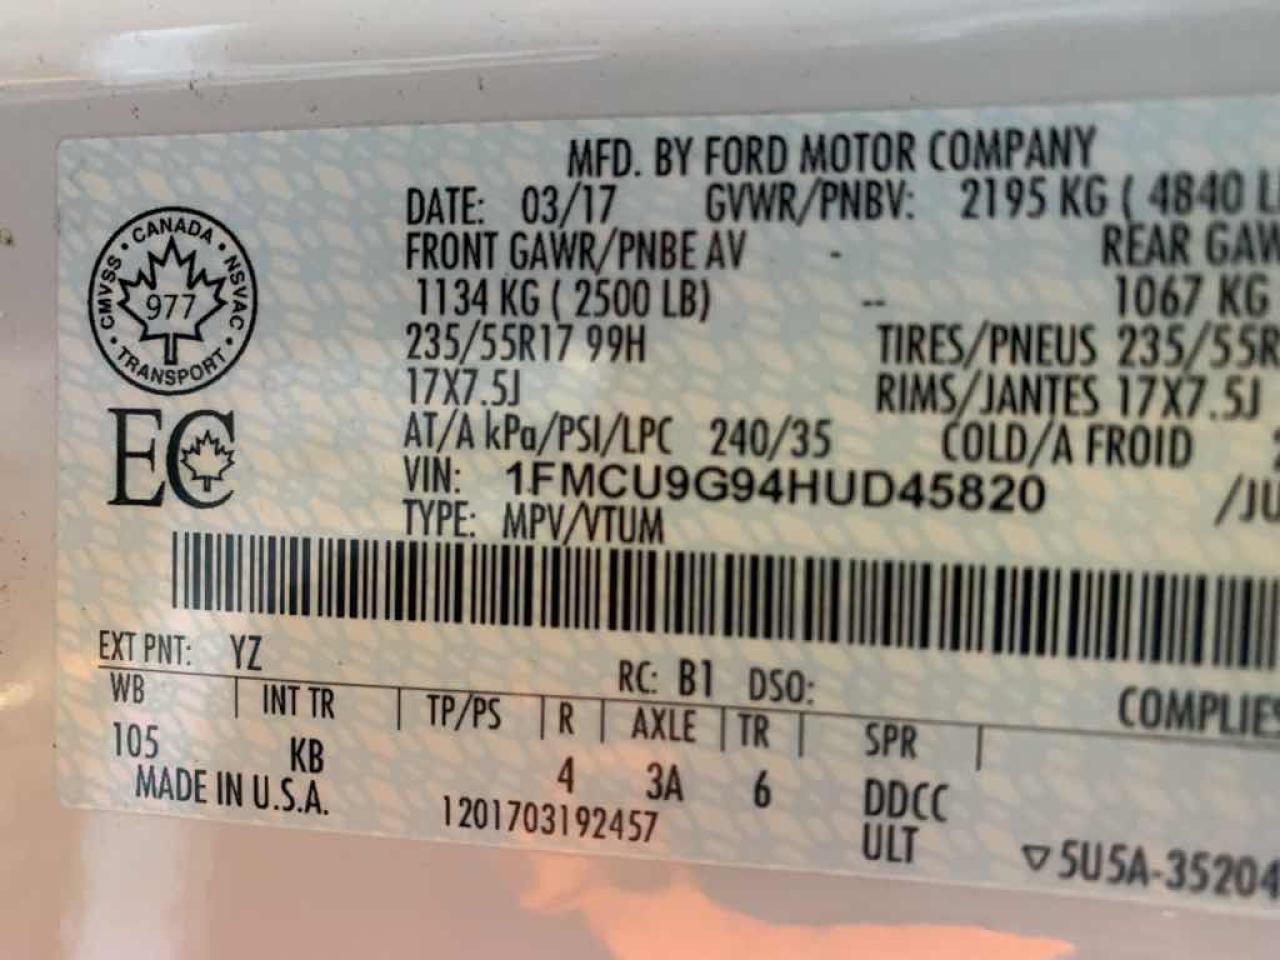 MFD. BY FORD MOTOR COMPANY
DATE: 03/17 GVWR/PNBV: 2195 KG ( 4840
FRONT GAWR/PNBE AV - REAR
1134 KG ( 2500 LB) -- 1067 KG
235/55R17 99H TIRES/PNEUS 235/55R
17X7.5J RIMS/JANTES 17X7.5J
AT/A kPa/PSI/LPC 240/35 COLD/A FROID
VIN: 1FMCU9G94HUD45820
TYPE: MPV/VTUM
CANADA
CMVSS • NSVAC
977
TRANSPORT
EC
EXT PNT: YZ RC: B1 DSO:
WB | INT TR | TP/PS | R | AXLE | TR | SPR |
105 KB 4 3A 6 DDCC
MADE IN U.S.A. 1201703192457 ULT
▽5U5A-35204